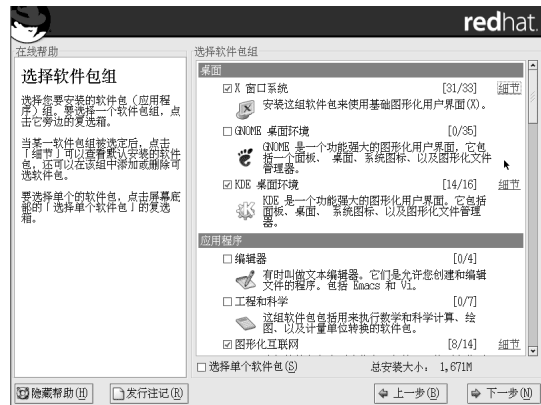 redhat.
在线帮助
选择软件包组
选择您要安装的软件包（应用程
序）组。要选择一个软件包组，点
击它旁边的复选箱。
当某一软件包组被选定后，点击
「细节」可以查看默认安装的软件
包，还可以在该组中添加或删除可
选软件包。
要选择单个的软件包，点击屏幕底
部的「选择单个软件包」的复选
箱。
选择软件包组
桌面
X 窗口系统 [31/33] 细节
安装这组软件包来使用基础图形化用户界面(X)。
GNOME 桌面环境 [0/35]
GNOME 是一个功能强大的图形化用户界面，它包
括一个面板、 桌面、系统图标、以及图形化文件
管理器。
KDE 桌面环境 [14/16] 细节
KDE 是一个功能强大的图形化用户界面。它包括
面板、桌面、 系统图标、以及图形化文件管理
器。
应用程序
编辑器 [0/4]
有时叫做文本编辑器。它们是允许您创建和编辑
文件的程序。包括 Emacs 和 Vi。
工程和科学 [0/7]
这组软件包包括用来执行数学和科学计算、绘
图、以及计量单位转换的软件包。
图形化互联网 [8/14] 细节
选择单个软件包(S) 总安装大小： 1,671M
隐藏帮助(H) 发行注记(R) 上一步(B) 下一步(N)